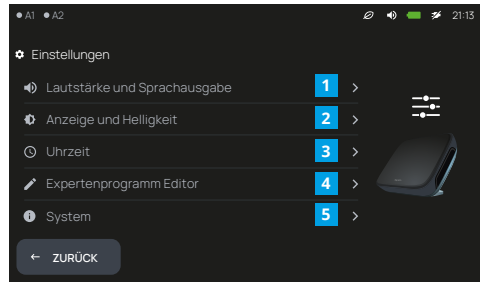 A1 A2 21:13
Einstellungen
Lautstärke und Sprachausgabe 1
Anzeige und Helligkeit 2
Uhrzeit 3
Expertenprogramm Editor 4
System 5
← ZURÜCK